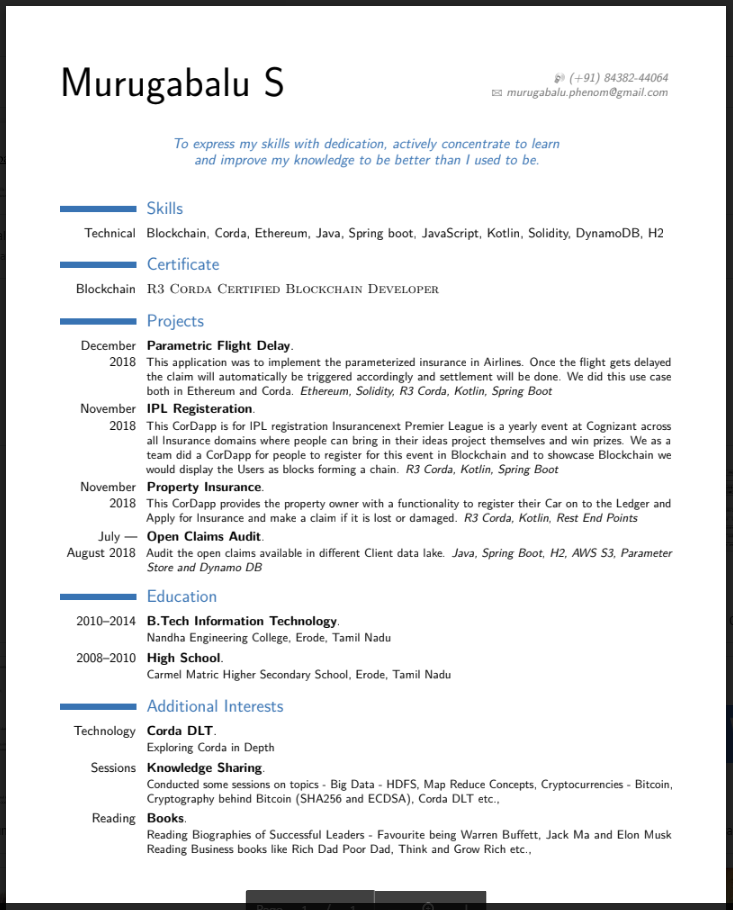 Murugabalu S
(+91) 84382-44064
murugabalu.phenom@gmail.com
To express my skills with dedication, actively concentrate to learn
and improve my knowledge to be better than I used to be.
Skills
Technical Blockchain, Corda, Ethereum, Java, Spring boot, JavaScript, Kotlin, Solidity, DynamoDB, H2
Certificate
Blockchain R3 Corda Certified Blockchain Developer
Projects
December Parametric Flight Delay.
2018 This application was to implement the parameterized insurance in Airlines. Once the flight gets delayed
the claim will automatically be triggered accordingly and settlement will be done. We did this use case
both in Ethereum and Corda. Ethereum, Solidity, R3 Corda, Kotlin, Spring Boot
November IPL Registeration.
2018 This CorDapp is for IPL registration Insurancenext Premier League is a yearly event at Cognizant across
all Insurance domains where people can bring in their ideas project themselves and win prizes. We as a
team did a CorDapp for people to register for this event in Blockchain and to showcase Blockchain we
would display the Users as blocks forming a chain. R3 Corda, Kotlin, Spring Boot
November Property Insurance.
2018 This CorDapp provides the property owner with a functionality to register their Car on to the Ledger and
Apply for Insurance and make a claim if it is lost or damaged. R3 Corda, Kotlin, Rest End Points
July — Open Claims Audit.
August 2018 Audit the open claims available in different Client data lake. Java, Spring Boot, H2, AWS S3, Parameter
Store and Dynamo DB
Education
2010–2014 B.Tech Information Technology.
Nandha Engineering College, Erode, Tamil Nadu
2008–2010 High School.
Carmel Matric Higher Secondary School, Erode, Tamil Nadu
Additional Interests
Technology Corda DLT.
Exploring Corda in Depth
Sessions Knowledge Sharing.
Conducted some sessions on topics - Big Data - HDFS, Map Reduce Concepts, Cryptocurrencies - Bitcoin,
Cryptography behind Bitcoin (SHA256 and ECDSA), Corda DLT etc.,
Reading Books.
Reading Biographies of Successful Leaders - Favourite being Warren Buffett, Jack Ma and Elon Musk
Reading Business books like Rich Dad Poor Dad, Think and Grow Rich etc.,